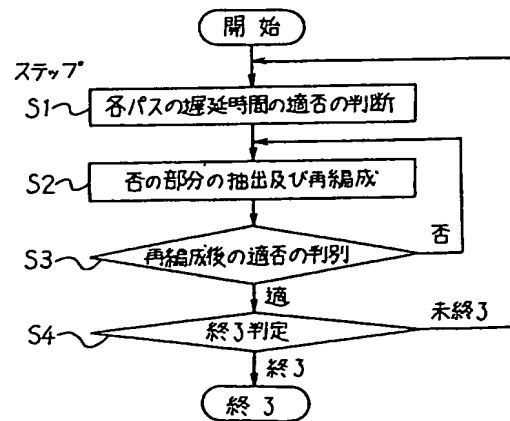 開始
ステップ
S1 各パスの遅延時間の適否の判断
S2 否の部分の抽出及び再編成
否
S3 再編成後の適否の判別
適
未終了
S4 終了判定
終了
終了